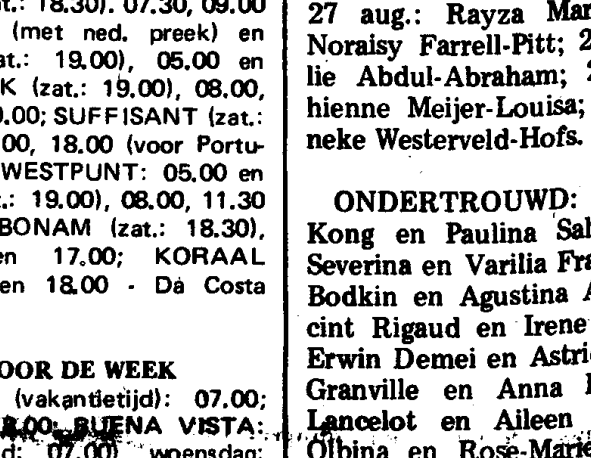 zat.: 18.30). 07.30, 09.00
(met ned. preek) en
zat.: 19.00), 05.00 en
K (zat.: 19.00), 08.00,
.00; SUFFISANT (zat.:
00, 18.00 (voor Portu-
WESTPUNT: 05.00 en
.: 19.00), 08.00, 11.30
BONAM (zat.: 18.30),
en 17.00; KORAAL
en 18.00 - Da Costa
OOR DE WEEK
(vakantietijd): 07.00;
8.00; BUENA VISTA:
d: 07.00) woensdag:
27 aug.: Rayza Mar
Noraisy Farrell-Pitt; 2
lie Abdul-Abraham; 2
hienne Meijer-Louisa;
neke Westerveld-Hofs.
ONDERTROUWD:
Kong en Paulina Sal
Severina en Varilia Fra
Bodkin en Agustina A
cint Rigaud en Irene
Erwin Demei en Astri
Granville en Anna
Lancelot en Aileen
Olbina en Rose-Marie